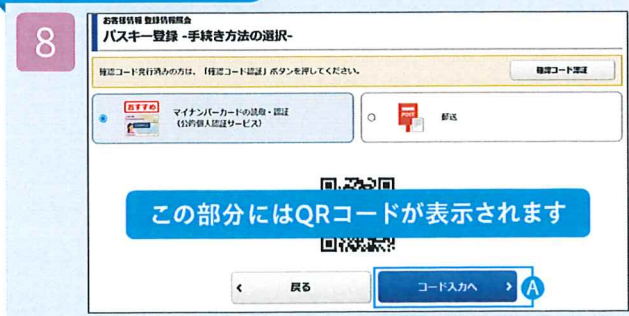 8
お客様情報 登録情報照会
パスキー登録 -手続き方法の選択-
確認コード発行済みの方は、「確認コード認証」ボタンを押してください。
確認コード認証
おすすめ
マイナンバーカードの読取・認証
(公的個人認証サービス)
POST
郵送
この部分にはQRコードが表示されます
戻る
コード入力へ
A